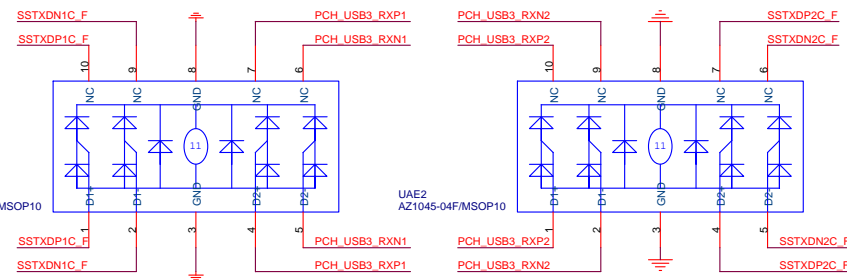 SSTXDN1C_F PCH_USB3_RXP1 PCH_USB3_RXN2 SSTXDP2C_F
SSTXDP1C_F PCH_USB3_RXN1 PCH_USB3_RXP2 SSTXDN2C_F
10 9 8 7 6 10 9 8 7 6
NC NC GND NC NC NC NC GND NC NC
11 11
D1+ D1- GND D2+ D2- D1+ D1- GND D2+ D2-
UAE2
MSOP10 AZ1045-04F/MSOP10
1 2 3 4 5 1 2 3 4 5
SSTXDP1C_F PCH_USB3_RXN1 PCH_USB3_RXP2 SSTXDN2C_F
SSTXDN1C_F PCH_USB3_RXP1 PCH_USB3_RXN2 SSTXDP2C_F